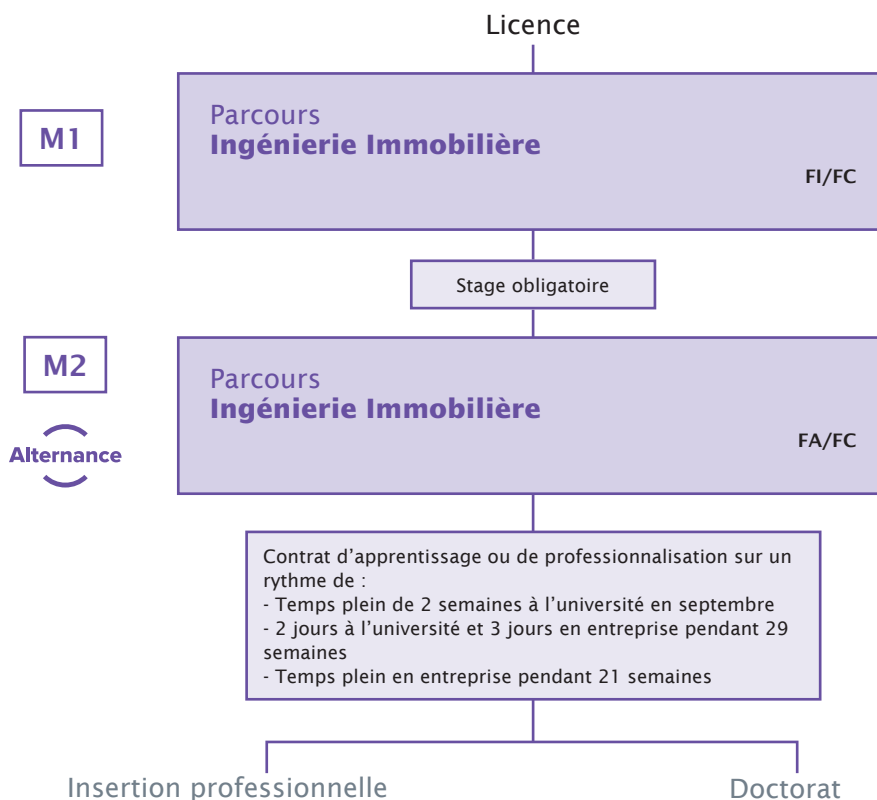 Licence
M1
Parcours
Ingénierie Immobilière
FI/FC
Stage obligatoire
M2
Alternance
Parcours
Ingénierie Immobilière
FA/FC
Contrat d’apprentissage ou de professionnalisation sur un
rythme de :
- Temps plein de 2 semaines à l’université en septembre
- 2 jours à l’université et 3 jours en entreprise pendant 29
semaines
- Temps plein en entreprise pendant 21 semaines
Insertion professionnelle
Doctorat